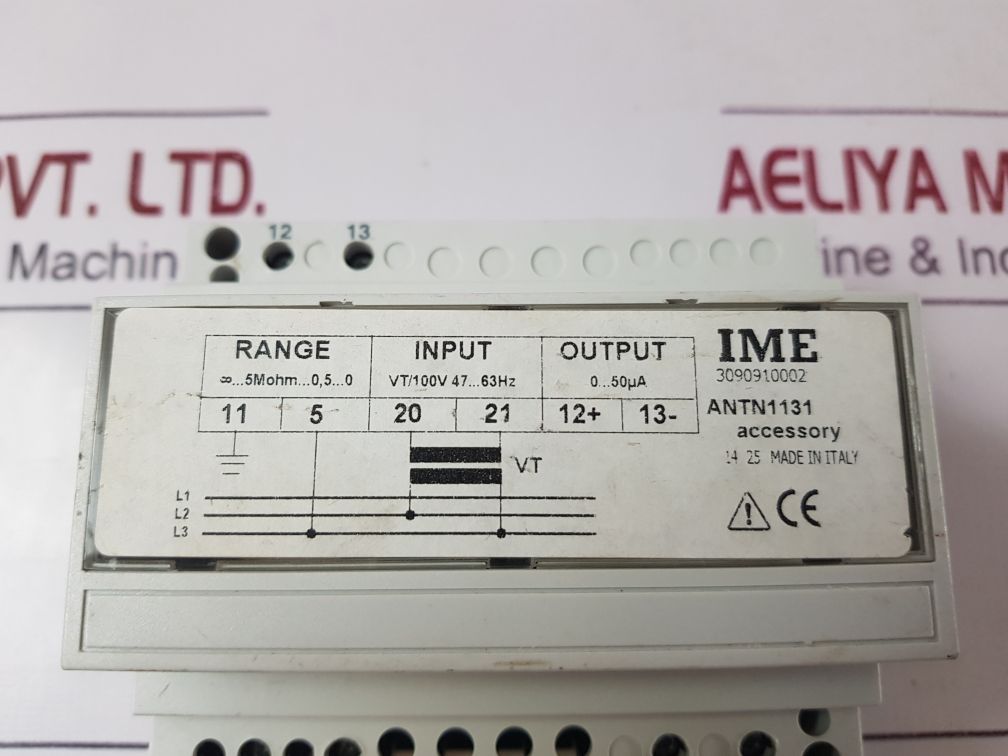 PVT. LTD.
AELIYA M
Machin
ine & Ind
12 13
RANGE INPUT OUTPUT
∞...5Mohm...0,5...0 VT/100V 47...63Hz 0...50µA
11 5 20 21 12+ 13-
IME
3090910002
ANTN1131
accessory
14 25 MADE IN ITALY
VT
L1
L2
L3
CE